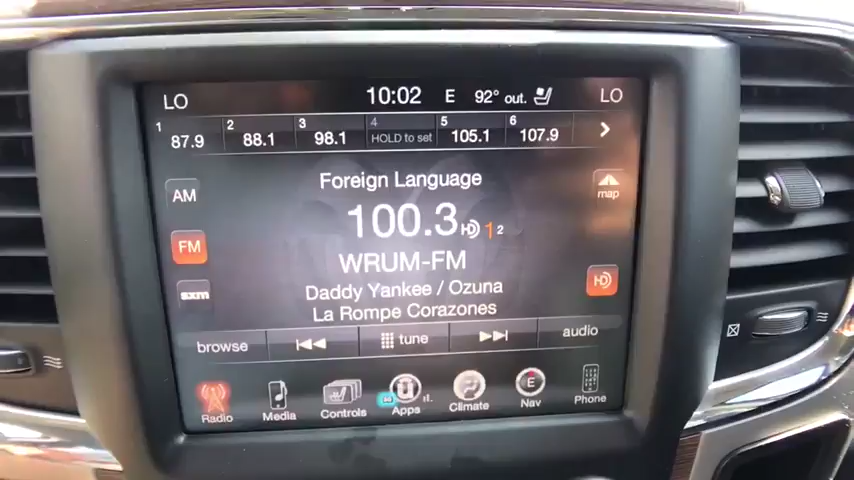 LO 10:02 E 92° out. LO
1 87.9 2 88.1 3 98.1 4 HOLD to set 5 105.1 6 107.9
Foreign Language
AM
map
100.3 HD 1 2
FM
WRUM-FM
HD
Daddy Yankee / Ozuna
sxm
La Rompe Corazones
browse tune audio
Radio Media Controls Apps Climate Nav Phone
E